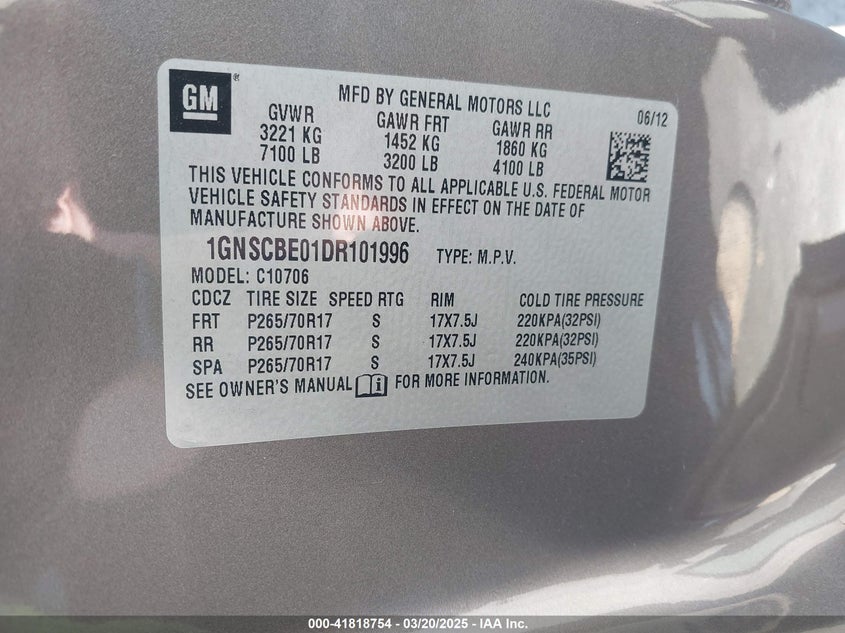 GM®
MFD BY GENERAL MOTORS LLC
06/12
GVWR GAWR FRT GAWR RR
3221 KG 1452 KG 1860 KG
7100 LB 3200 LB 4100 LB
THIS VEHICLE CONFORMS TO ALL APPLICABLE U.S. FEDERAL MOTOR
VEHICLE SAFETY STANDARDS IN EFFECT ON THE DATE OF
MANUFACTURE SHOWN ABOVE.
1GNSCBE01DR101996 TYPE: M.P.V.
MODEL: C10706
CDCZ TIRE SIZE SPEED RTG RIM COLD TIRE PRESSURE
FRT P265/70R17 S 17X7.5J 220KPA(32PSI)
RR P265/70R17 S 17X7.5J 220KPA(32PSI)
SPA P265/70R17 S 17X7.5J 240KPA(35PSI)
SEE OWNER'S MANUAL i FOR MORE INFORMATION.
000-41818754 - 03/20/2025 - IAA, Inc.